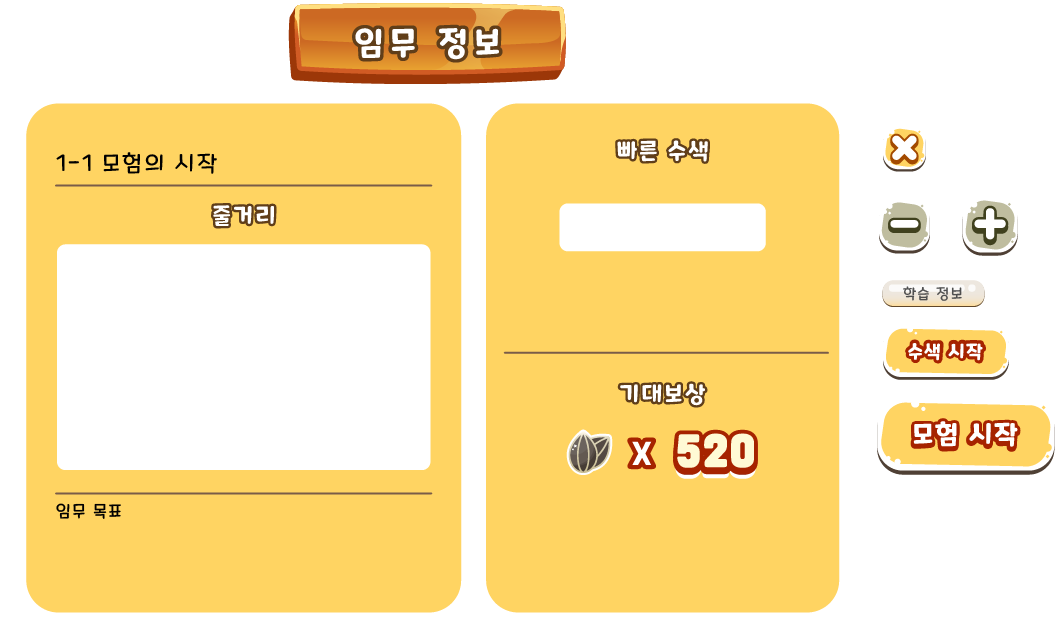 임무 정보
1-1 모험의 시작
줄거리
임무 목표
빠른 수색
기대보상
X 520
학습 정보
수색 시작
모험 시작